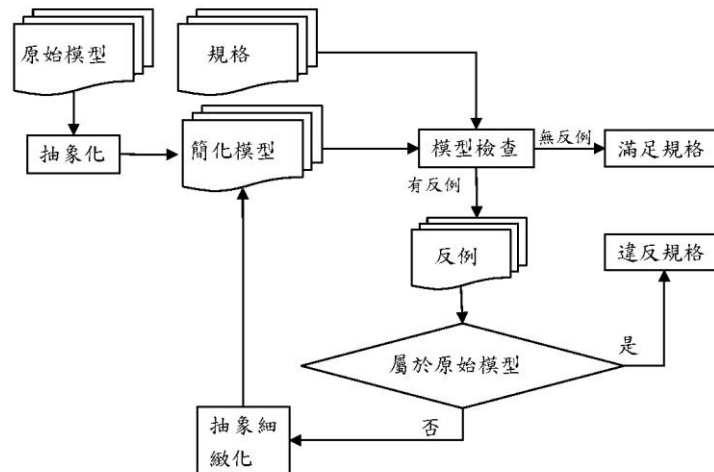 原始模型
規格
抽象化
簡化模型
模型檢查
無反例
滿足規格
有反例
反例
違反規格
屬於原始模型
是
否
抽象細
緻化